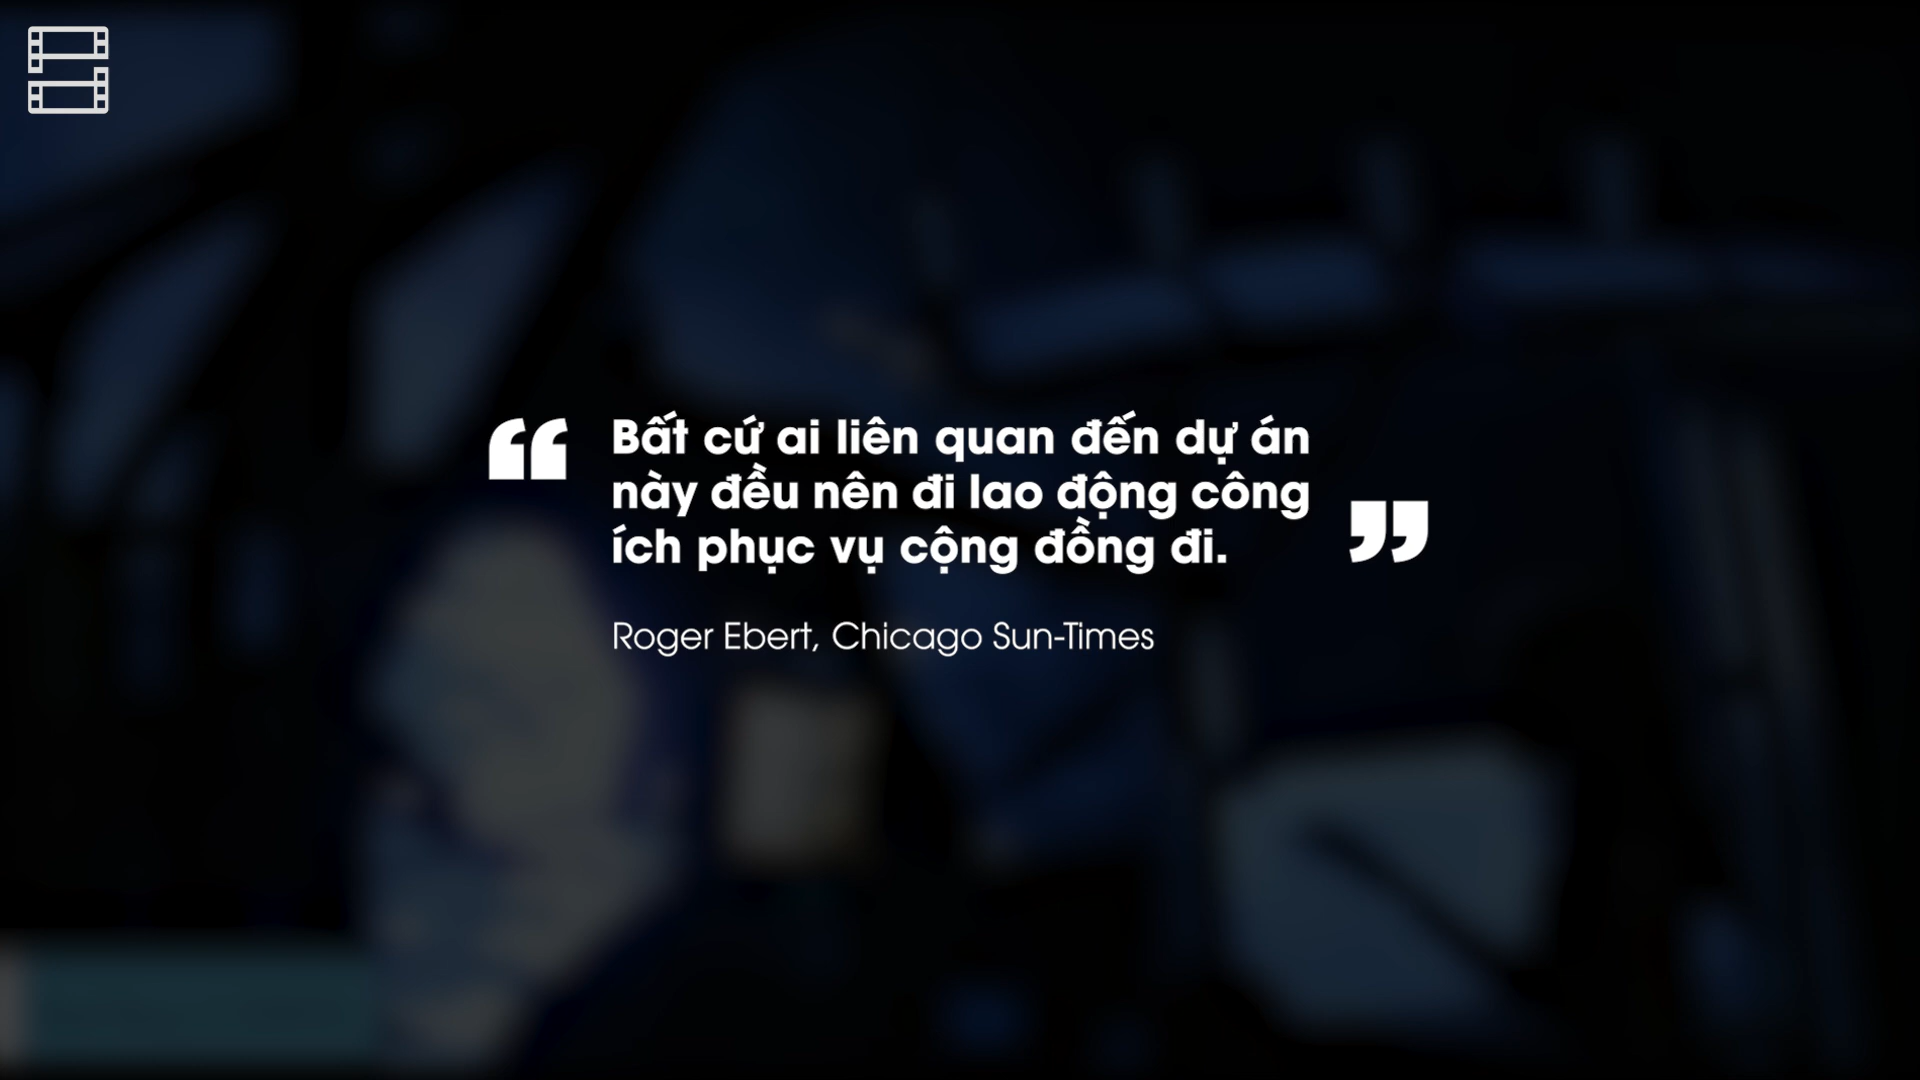 “ Bất cứ ai liên quan đến dự án
này đều nên đi lao động công
ích phục vụ cộng đồng đi. ”
Roger Ebert, Chicago Sun-Times